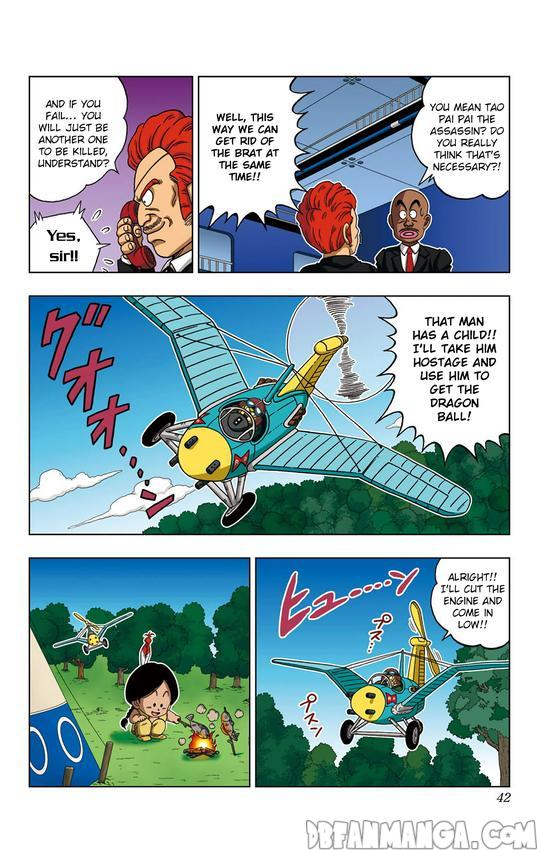 YOU MEAN TAO
PAI PAI THE
ASSASSIN? DO
YOU REALLY
THINK THAT'S
NECESSARY?!
WELL, THIS
WAY WE CAN
GET RID OF
THE BRAT AT
THE SAME
TIME!!
AND IF YOU
FAIL... YOU
WILL JUST BE
ANOTHER ONE
TO BE KILLED,
UNDERSTAND?
Yes,
sir!!
THAT MAN
HAS A CHILD!!
I'LL TAKE HIM
HOSTAGE AND
USE HIM TO
GET THE
DRAGON
BALL!
グオオ・・・ー
ALRIGHT!!
I'LL CUT THE
ENGINE AND
COME IN
LOW!!
ヒュー・・・ン
プス・・・
プスン
42
DBFANMANGA.COM